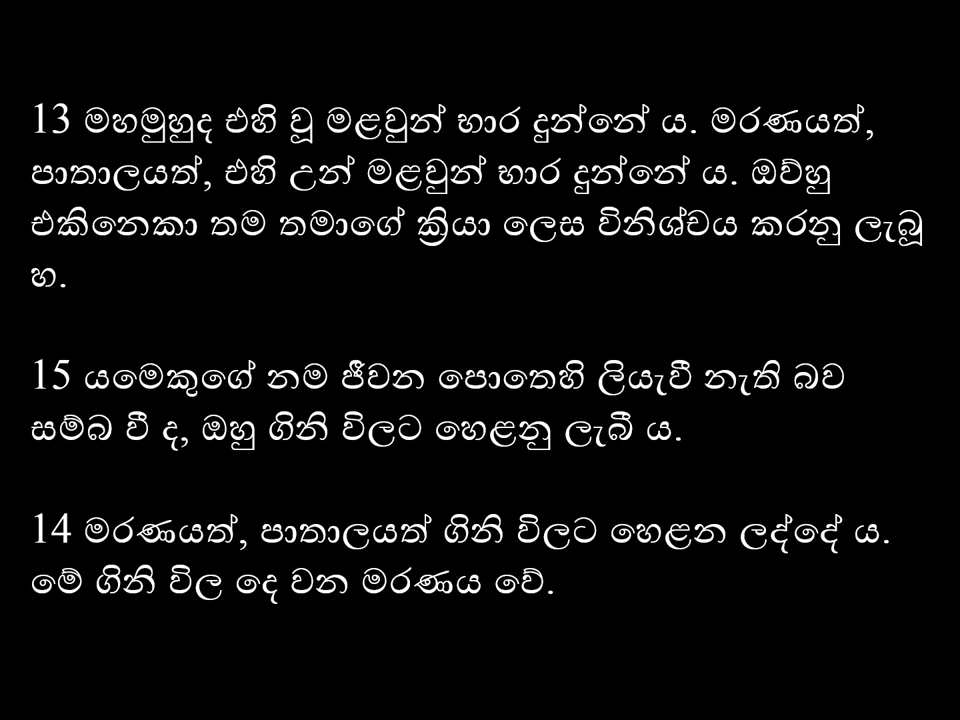 13 මහමුහුද එහි වූ මළවුන් භාර දුන්නේ ය. මරණයත්,
පාතාලයත්, එහි උන් මළවුන් භාර දුන්නේ ය. ඔව්හු
එකිනෙකා තම තමාගේ ක්‍රියා ලෙස විනිශ්චය කරනු ලැබූ
හ.
15 යමෙකුගේ නම ජීවන පොතෙහි ලියැවී නැති බව
සම්බ වී ද, ඔහු ගිනි විලට හෙළනු ලැබී ය.
14 මරණයත්, පාතාලයත් ගිනි විලට හෙළන ලද්දේ ය.
මේ ගිනි විල දෙ වන මරණය වේ.